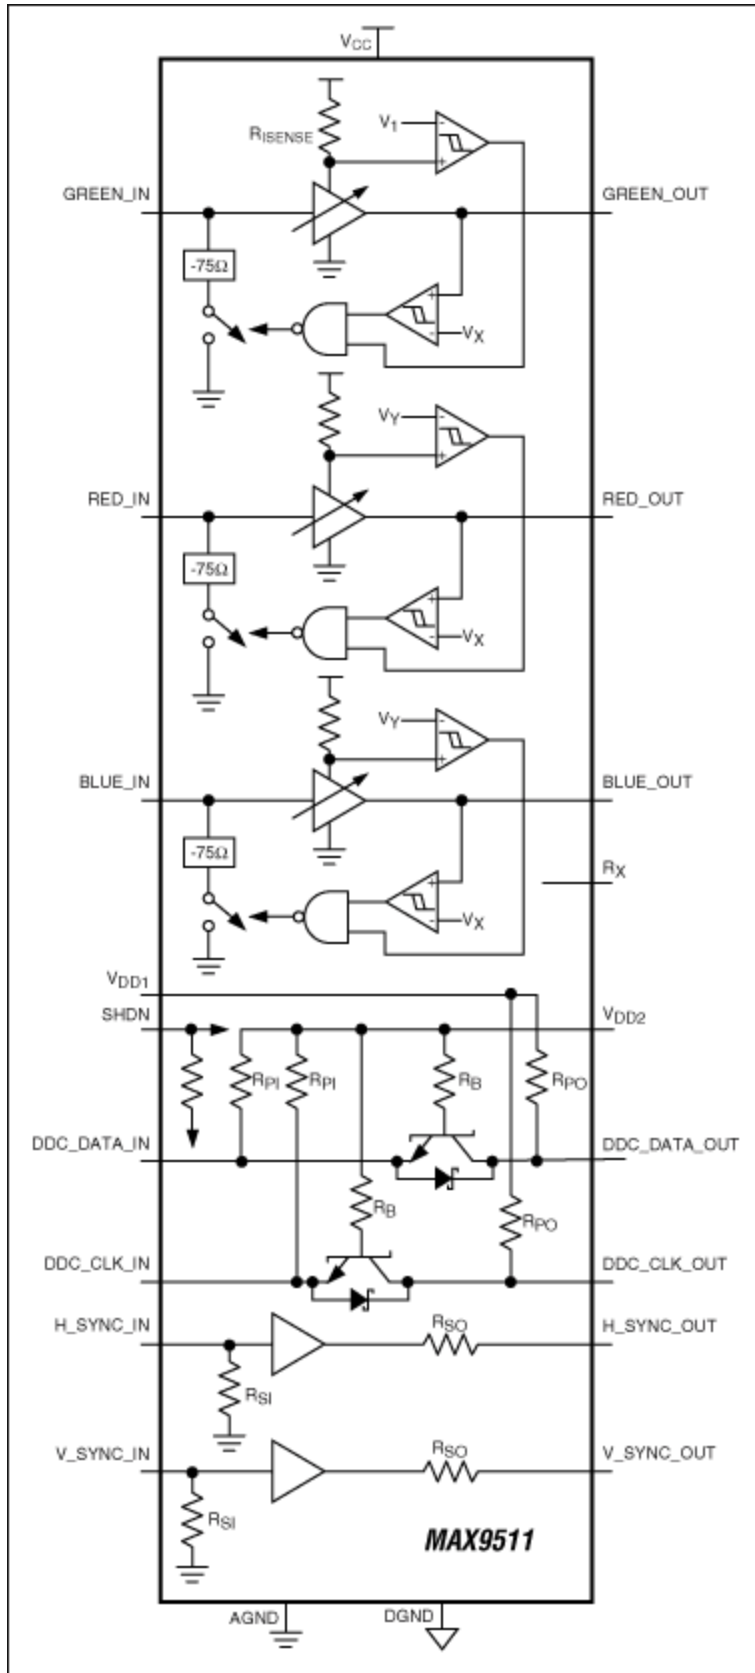 VCC
RISENSE
V1
-
+
GREEN_IN
GREEN_OUT
-75Ω
+
-
VX
VY
-
+
RED_IN
RED_OUT
-75Ω
+
-
VX
VY
-
+
BLUE_IN
BLUE_OUT
-75Ω
RX
+
-
VX
VDD1
SHDN
VDD2
RPI
RPI
RB
RPO
DDC_DATA_IN
DDC_DATA_OUT
RB
RPO
DDC_CLK_IN
DDC_CLK_OUT
H_SYNC_IN
RSO
H_SYNC_OUT
RSI
V_SYNC_IN
RSO
V_SYNC_OUT
RSI
MAX9511
AGND
DGND